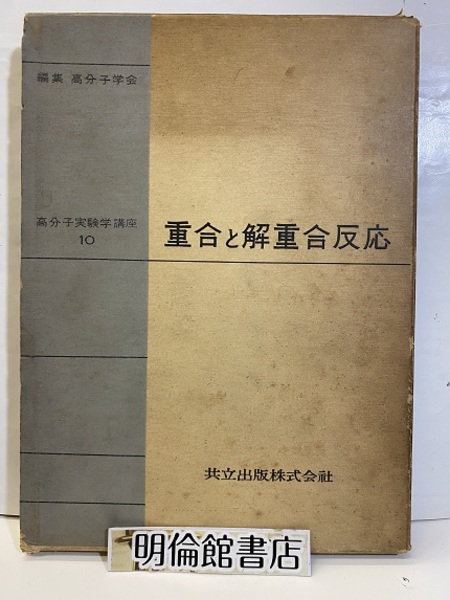 編集 高分子学会
高分子実験学講座
10
重合と解重合反応
共立出版株式会社
明倫館書店